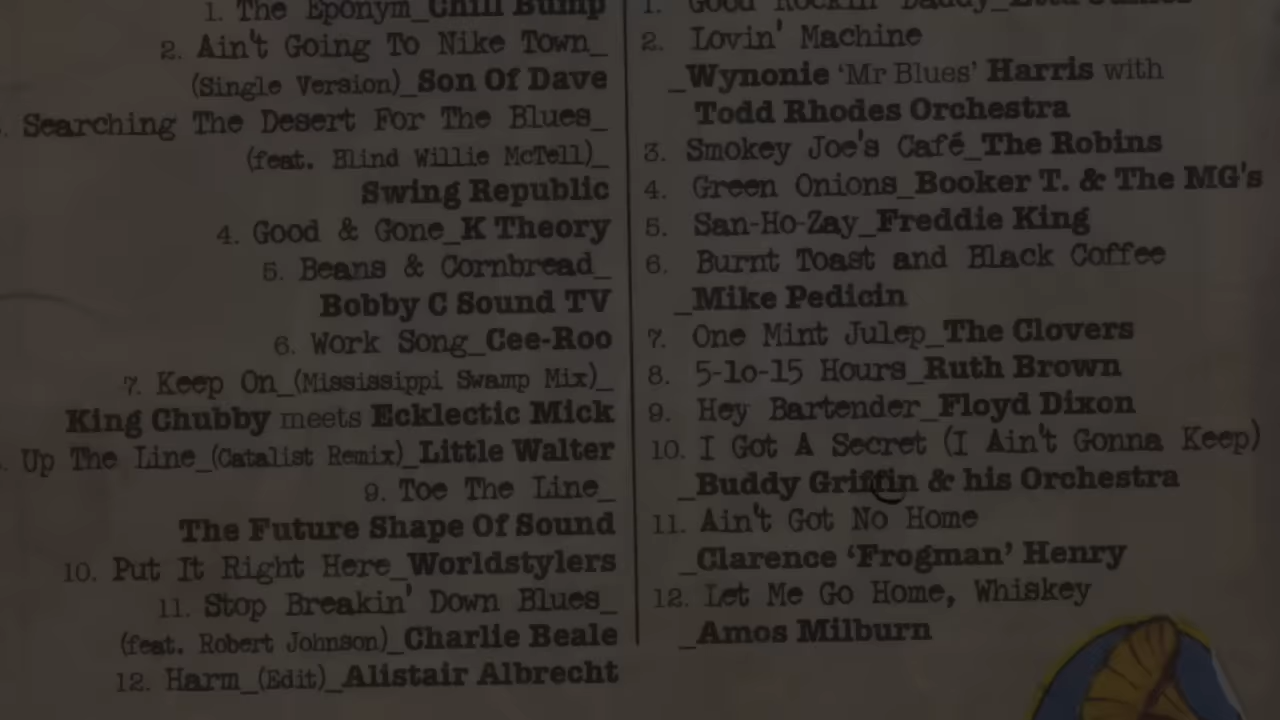 1. The Eponym_Chill Bump
2. Ain't Going To Nike Town_
(Single Version)_Son Of Dave
Searching The Desert For The Blues_
(feat. Blind Willie McTell)_
Swing Republic
4. Good & Gone_K Theory
5. Beans & Cornbread_
Bobby C Sound TV
6. Work Song_Cee-Roo
7. Keep On_(Mississippi Swamp Mix)_
King Chubby meets Ecklectic Mick
Up The Line_(Catalist Remix)_Little Walter
9. Toe The Line_
The Future Shape Of Sound
10. Put It Right Here_Worldstylers
11. Stop Breakin' Down Blues_
(feat. Robert Johnson)_Charlie Beale
12. Harm_(Edit)_Alistair Albrecht
1. Good Rockin' Daddy_Etta James
2. Lovin' Machine
_Wynonie 'Mr Blues' Harris with
Todd Rhodes Orchestra
3. Smokey Joe's Café_The Robins
4. Green Onions_Booker T. & The MG's
5. San-Ho-Zay_Freddie King
6. Burnt Toast and Black Coffee
_Mike Pedicin
7. One Mint Julep_The Clovers
8. 5-10-15 Hours_Ruth Brown
9. Hey Bartender_Floyd Dixon
10. I Got A Secret (I Ain't Gonna Keep)
_Buddy Griffin & his Orchestra
11. Ain't Got No Home
_Clarence 'Frogman' Henry
12. Let Me Go Home, Whiskey
_Amos Milburn